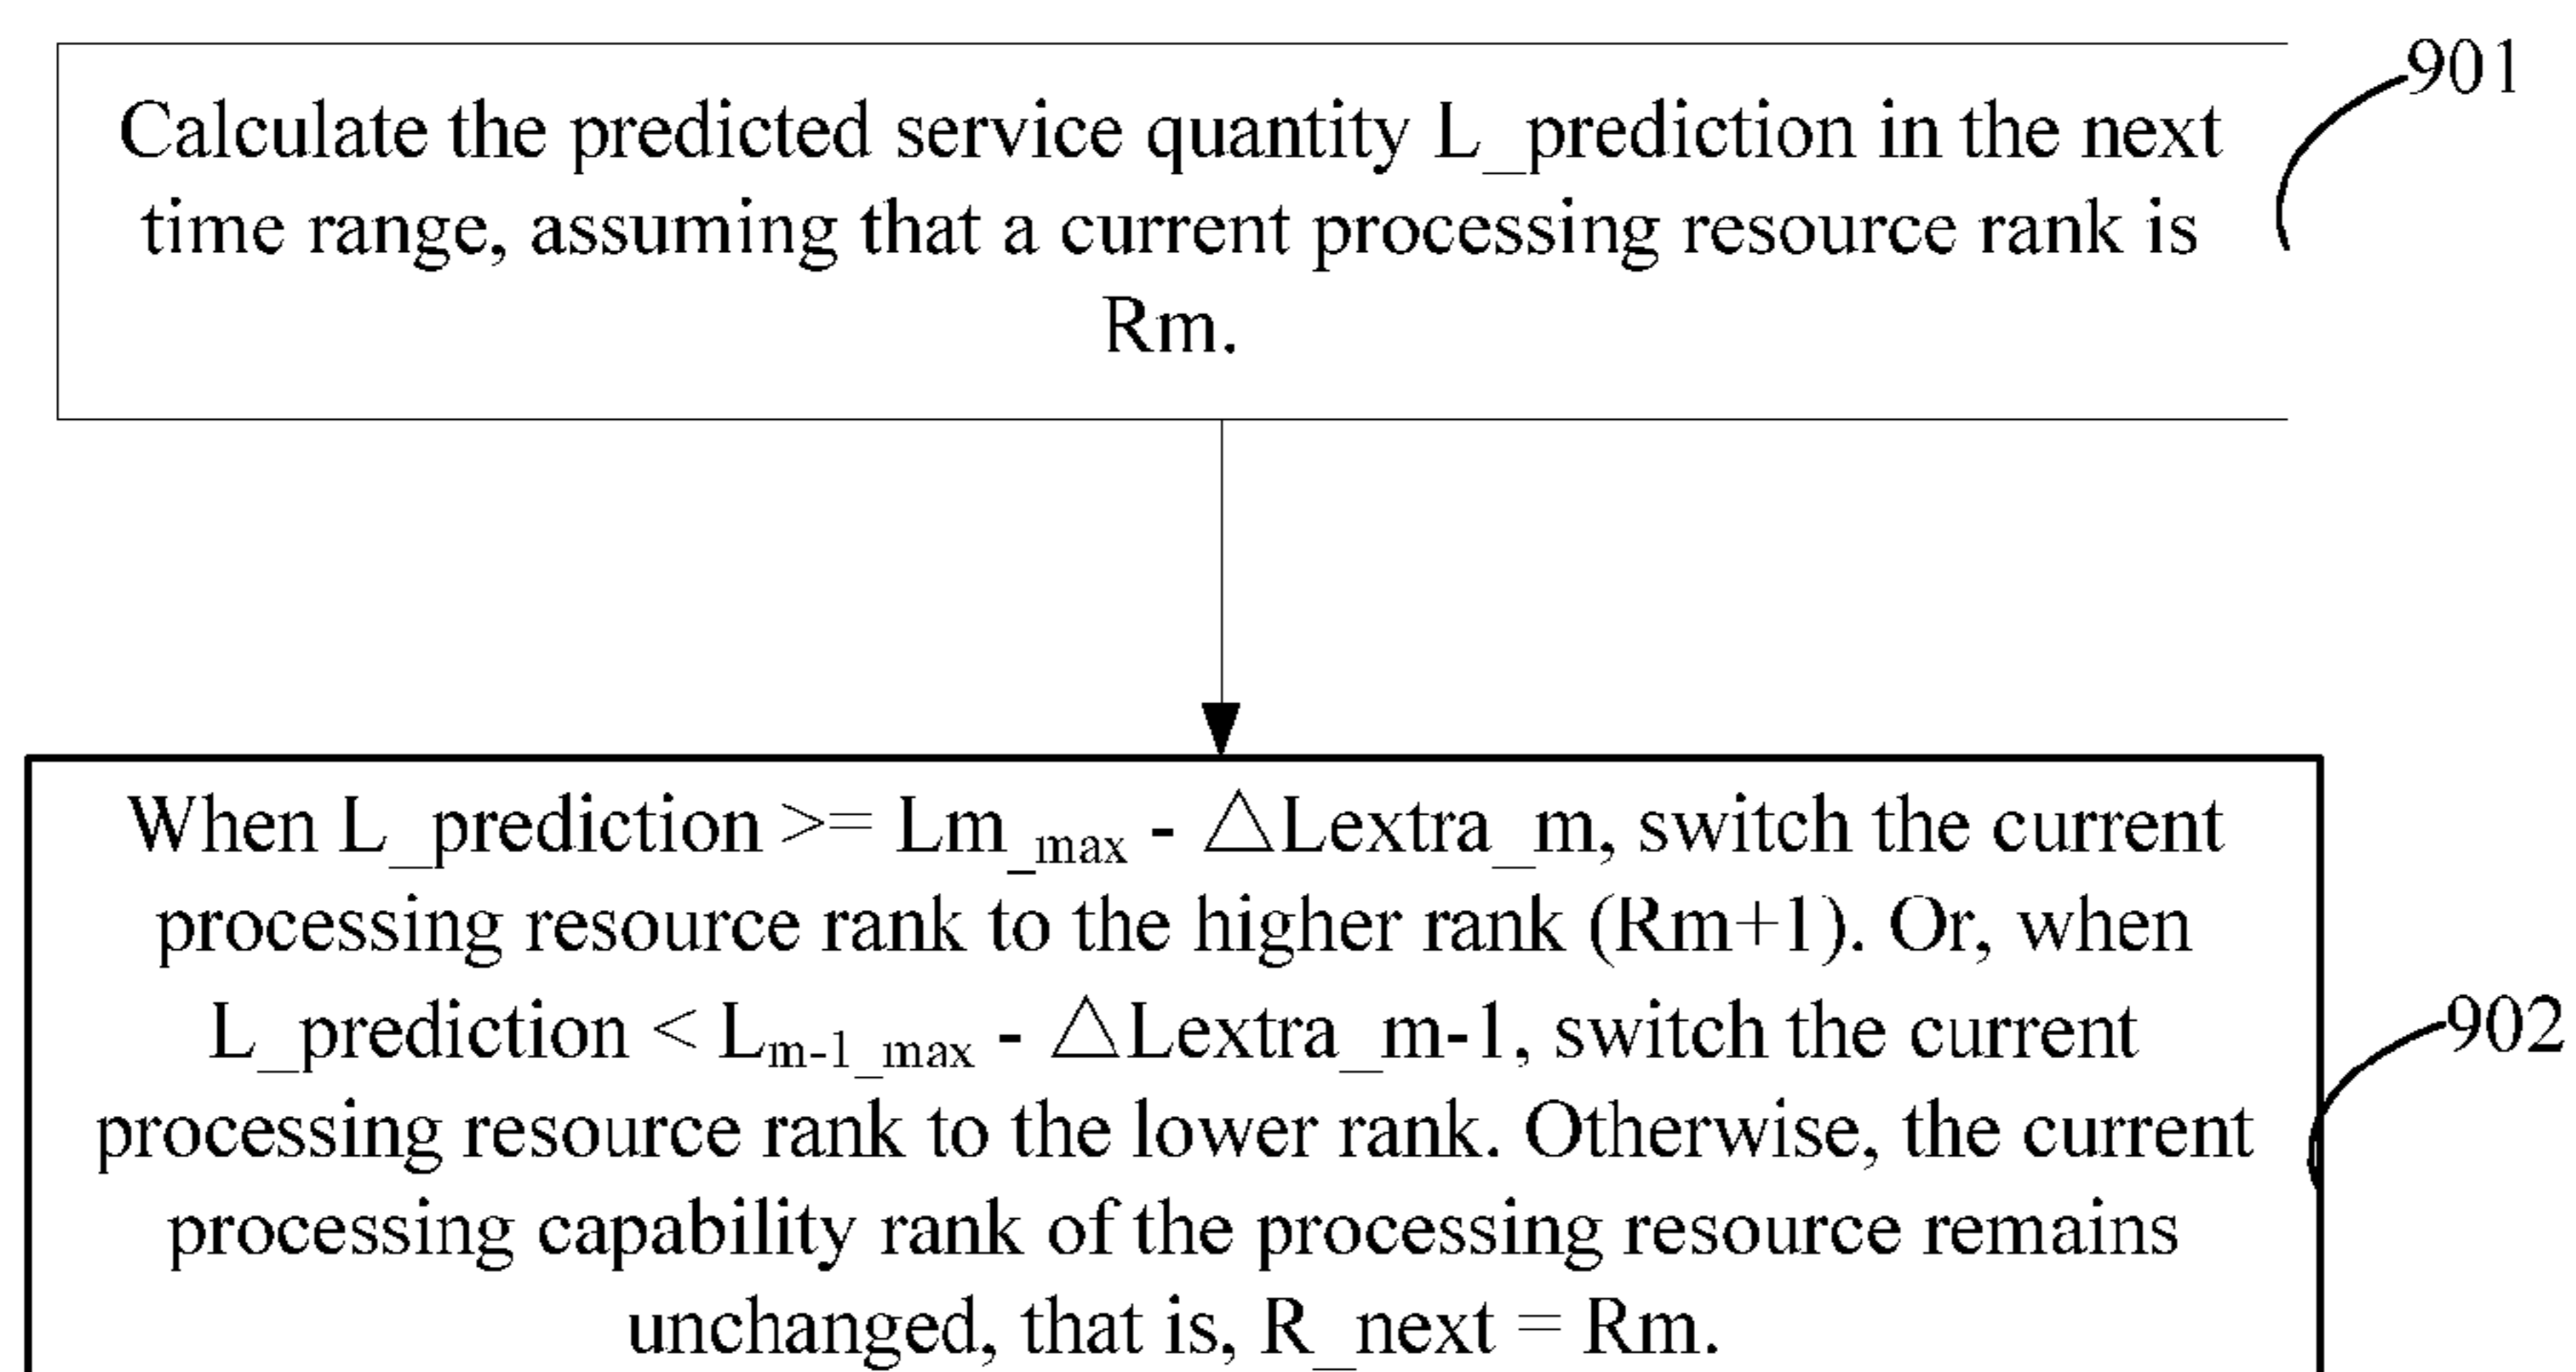 901
Calculate the predicted service quantity L_prediction in the next
time range, assuming that a current processing resource rank is
Rm.
When L_prediction >= Lm_max - △Lextra_m, switch the current
processing resource rank to the higher rank (Rm+1). Or, when
L_prediction < Lm-1_max - △Lextra_m-1, switch the current
processing resource rank to the lower rank. Otherwise, the current
processing capability rank of the processing resource remains
unchanged, that is, R_next = Rm.
902